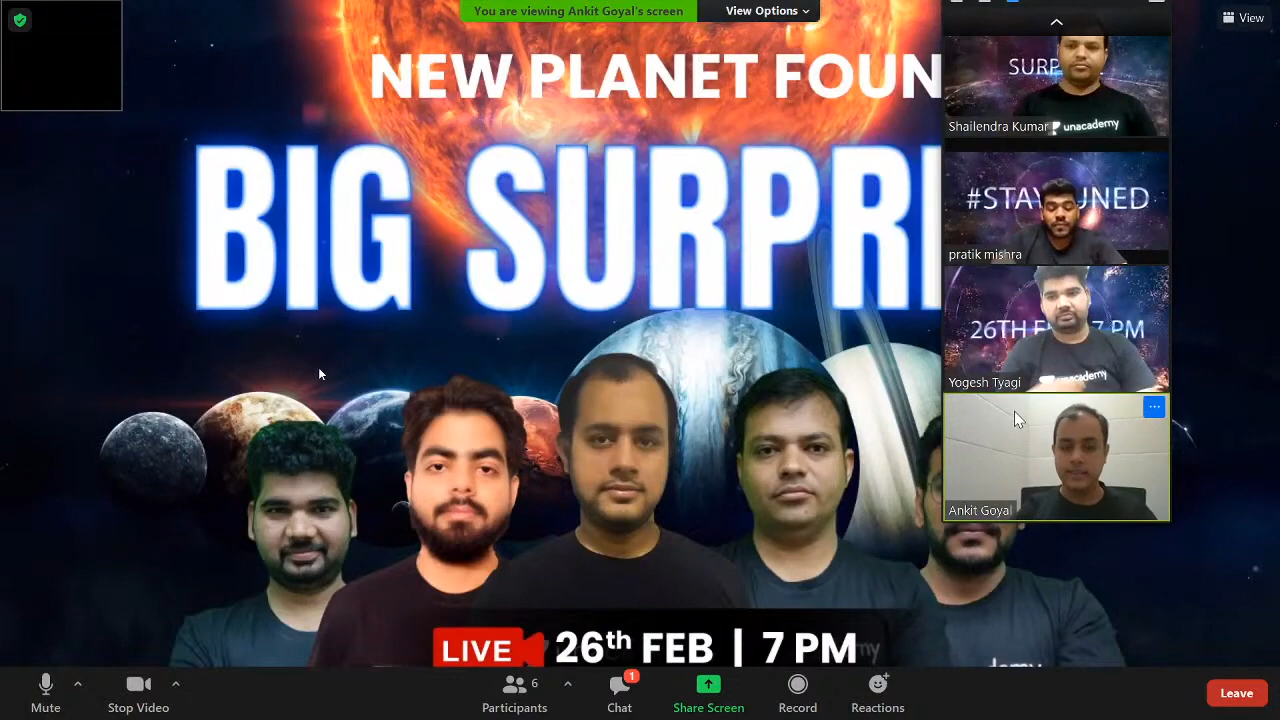 You are viewing Ankit Goyal's screen
View Options
View
NEW PLANET FOUN
BIG SURPRI
SURP
unacademy
Shailendra Kumar
#STAY UNED
pratik mishra
26TH F 7 PM
unacademy
Yogesh Tyagi
Ankit Goyal
LIVE 26th FEB | 7 PM
my
demy
Mute
Stop Video
6
Participants
1
Chat
Share Screen
Record
Reactions
Leave